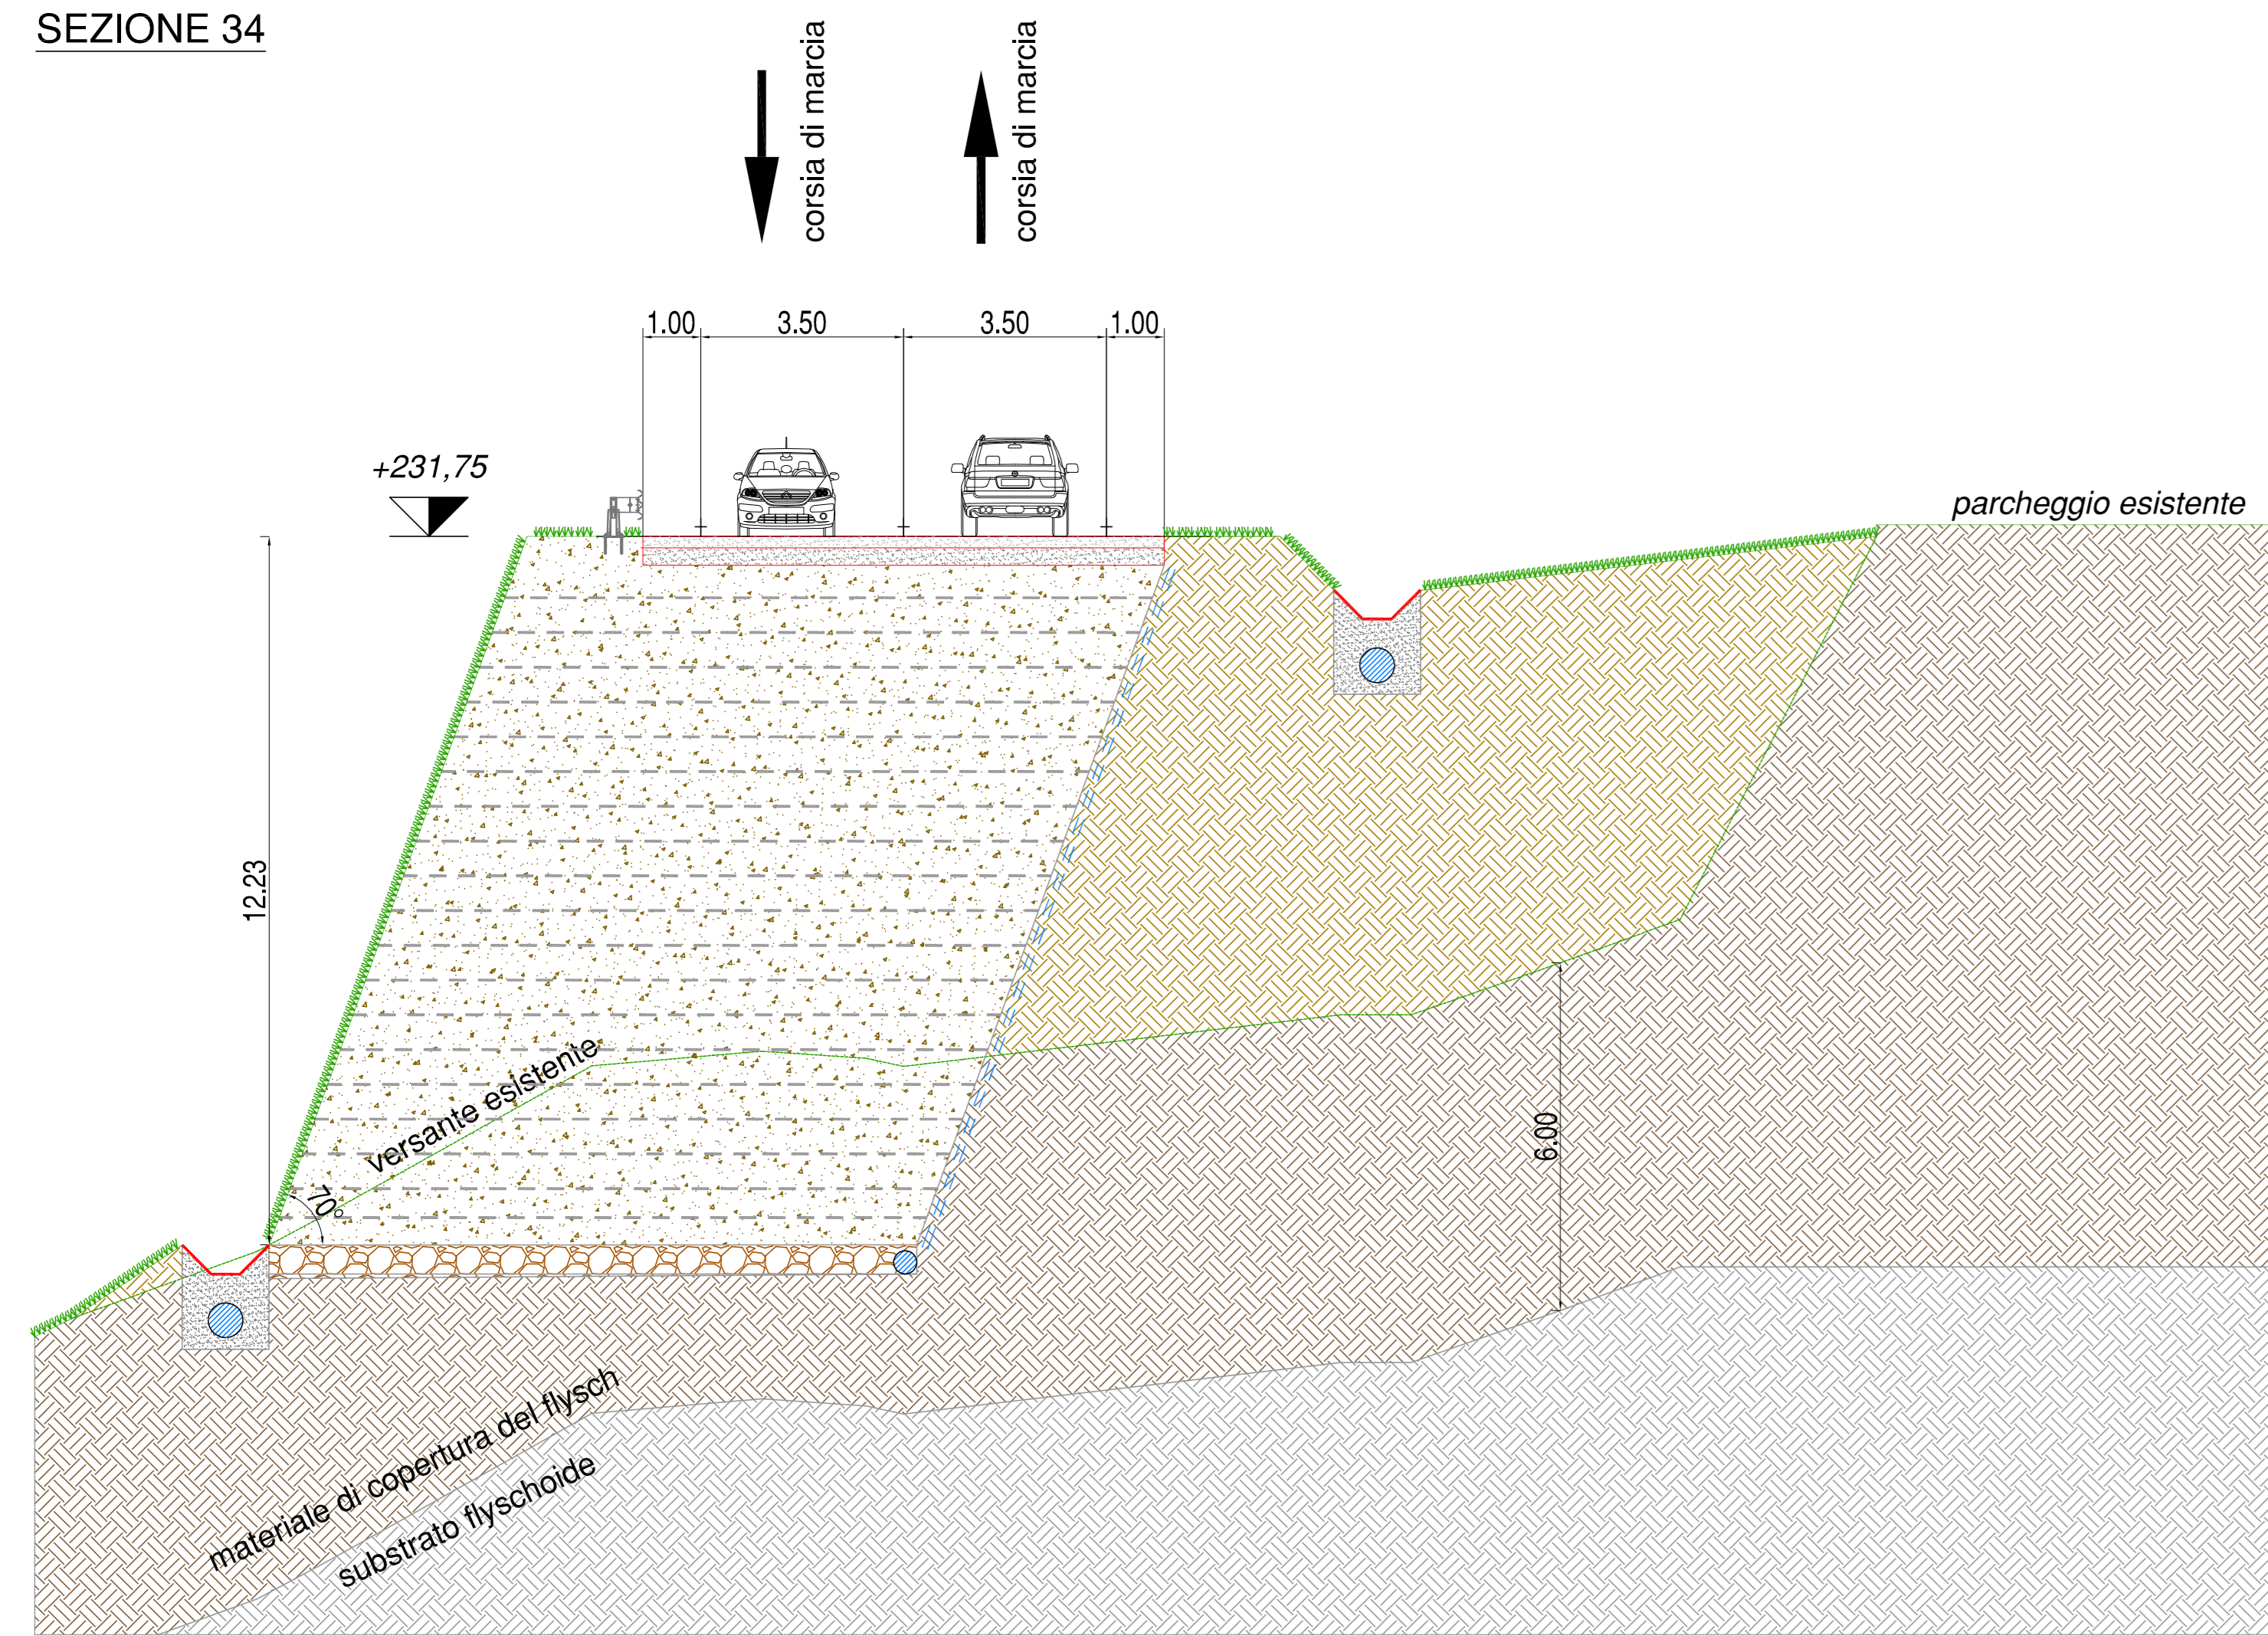 SEZIONE 34
corsia di marcia
corsia di marcia
1.00
3.50
3.50
1.00
+231,75
parcheggio esistente
12.23
versante esistente
6.00
70°
materiale di copertura del flysch
substrato flyschoide